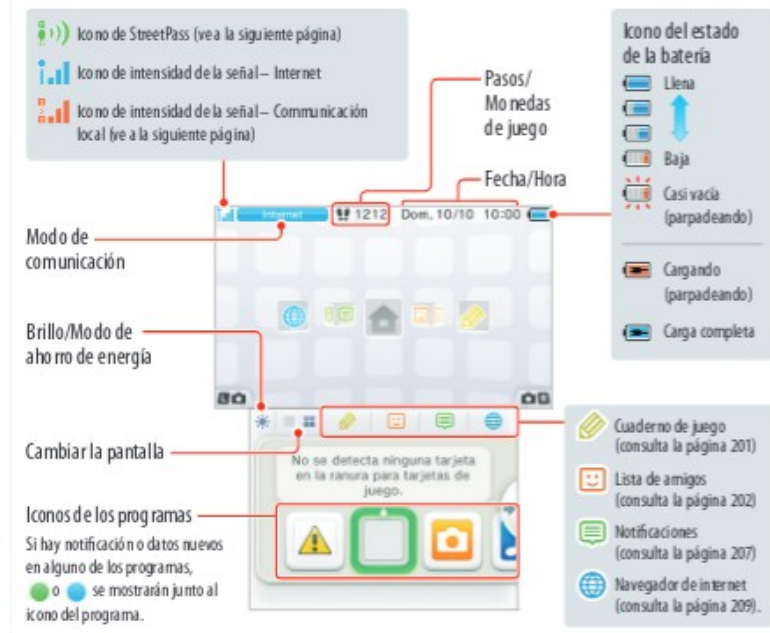 Icono de StreetPass (ve a la siguiente página)
Icono de intensidad de la señal – Internet
Icono de intensidad de la señal – Communicación
local (ve a la siguiente página)
Pasos/
Monedas
de juego
Fecha/Hora
Icono del estado
de la batería
Llena
Baja
Casi vacía
(parpadeando)
Cargando
(parpadeando)
Carga completa
Internet
1212
Dom, 10/10
10:00
Modo de
comunicación
Brillo/Modo de
ahorro de energía
Cambiar la pantalla
No se detecta ninguna tarjeta
en la ranura para tarjetas de
juego.
Iconos de los programas
Si hay notificación o datos nuevos
en alguno de los programas,
o se mostrarán junto al
icono del programa.
Cuaderno de juego
(consulta la página 201)
Lista de amigos
(consulta la página 202)
Notificaciones
(consulta la página 207)
Navegador de internet
(consulta la página 209).